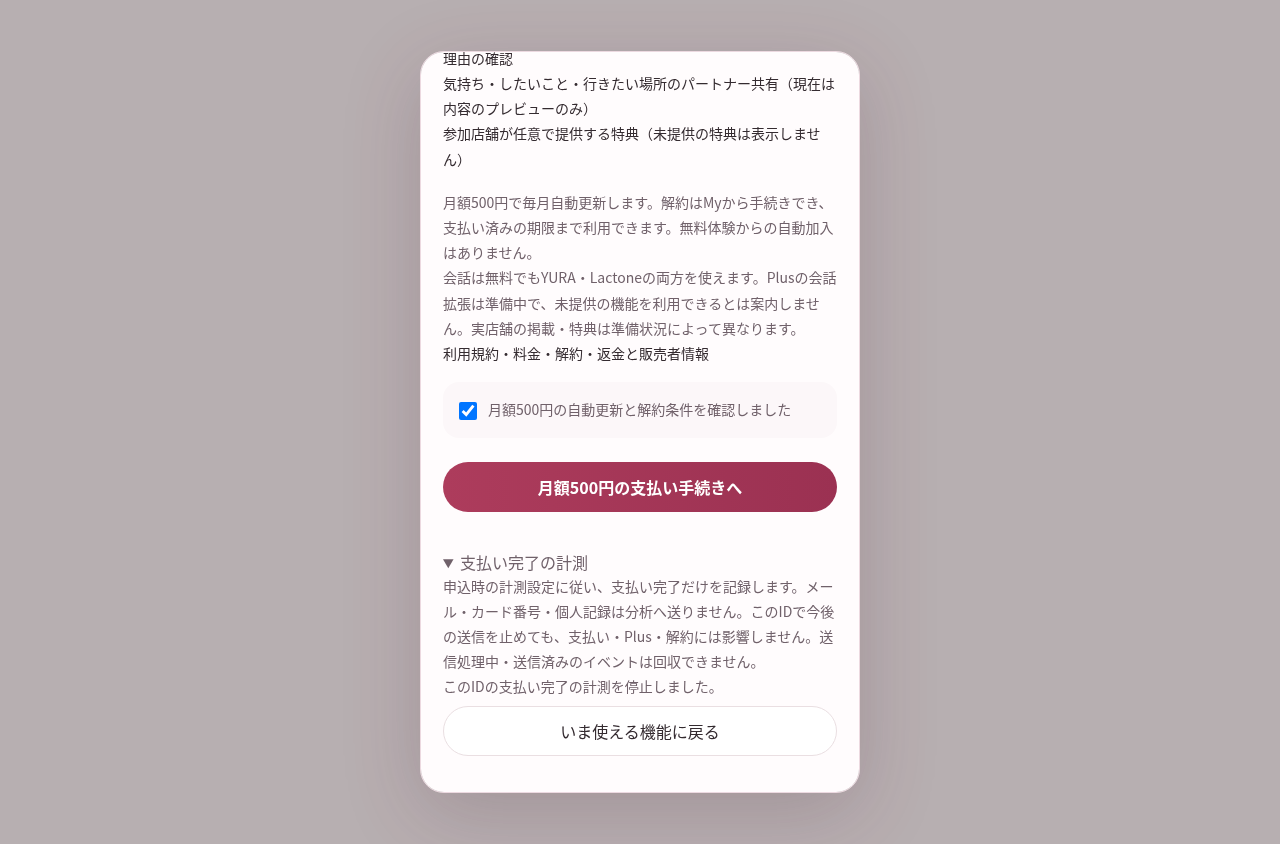 理由の確認
気持ち・したいこと・行きたい場所のパートナー共有（現在は
内容のプレビューのみ）
参加店舗が任意で提供する特典（未提供の特典は表示しませ
ん）
月額500円で毎月自動更新します。解約はMyから手続きでき、
支払い済みの期限まで利用できます。無料体験からの自動加入
はありません。
会話は無料でもYURA・Lactoneの両方を使えます。Plusの会話
拡張は準備中で、未提供の機能を利用できるとは案内しませ
ん。実店舗の掲載・特典は準備状況によって異なります。
利用規約・料金・解約・返金と販売者情報
月額500円の自動更新と解約条件を確認しました
月額500円の支払い手続きへ
▼ 支払い完了の計測
申込時の計測設定に従い、支払い完了だけを記録します。メー
ル・カード番号・個人記録は分析へ送りません。このIDで今後
の送信を止めても、支払い・Plus・解約には影響しません。送
信処理中・送信済みのイベントは回収できません。
このIDの支払い完了の計測を停止しました。
いま使える機能に戻る